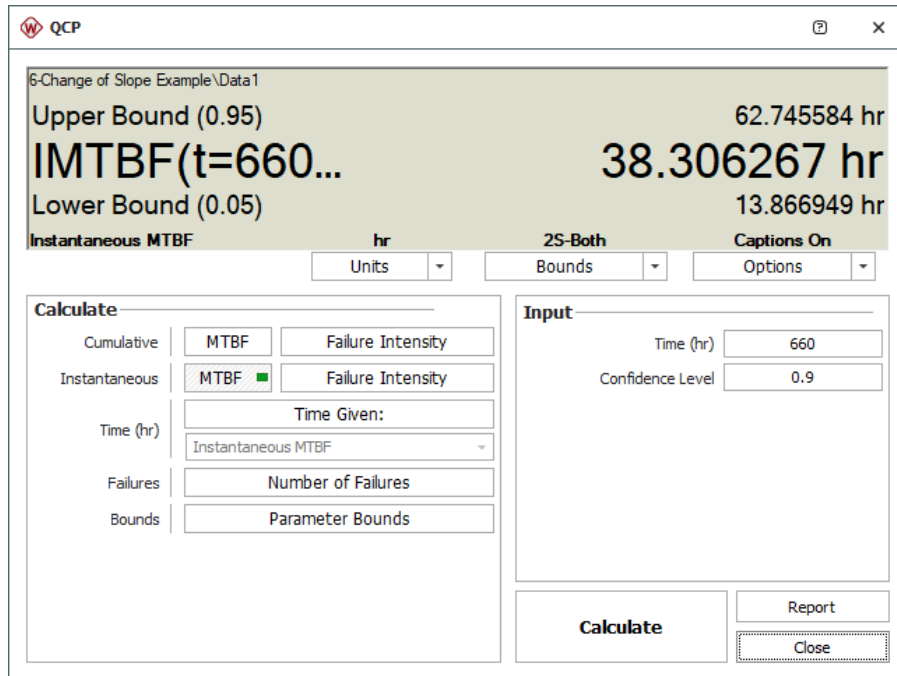 QCP
6-Change of Slope Example\Data1
Upper Bound (0.95) 62.745584 hr
IMTBF(t=660... 38.306267 hr
Lower Bound (0.05) 13.866949 hr
Instantaneous MTBF hr 2S-Both Captions On
Units Bounds Options
Calculate
Cumulative MTBF Failure Intensity
Instantaneous MTBF Failure Intensity
Time (hr) Time Given:
Instantaneous MTBF
Failures Number of Failures
Bounds Parameter Bounds
Input
Time (hr) 660
Confidence Level 0.9
Calculate
Report
Close